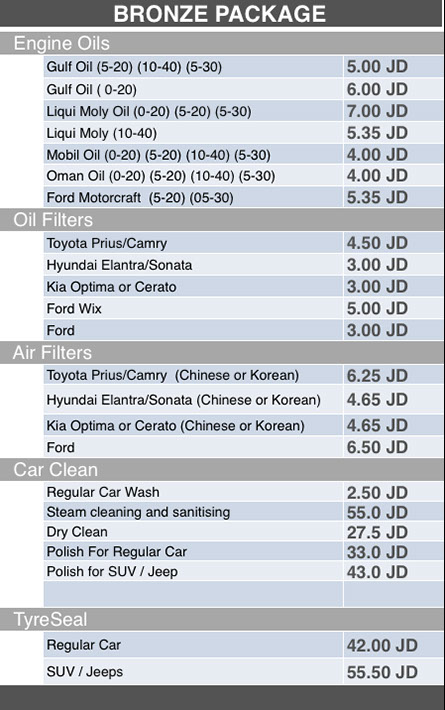 BRONZE PACKAGE
Engine Oils
Gulf Oil (5-20) (10-40) (5-30) 5.00 JD
Gulf Oil ( 0-20) 6.00 JD
Liqui Moly Oil (0-20) (5-20) (5-30) 7.00 JD
Liqui Moly (10-40) 5.35 JD
Mobil Oil (0-20) (5-20) (10-40) (5-30) 4.00 JD
Oman Oil (0-20) (5-20) (10-40) (5-30) 4.00 JD
Ford Motorcraft (5-20) (05-30) 5.35 JD
Oil Filters
Toyota Prius/Camry 4.50 JD
Hyundai Elantra/Sonata 3.00 JD
Kia Optima or Cerato 3.00 JD
Ford Wix 5.00 JD
Ford 3.00 JD
Air Filters
Toyota Prius/Camry (Chinese or Korean) 6.25 JD
Hyundai Elantra/Sonata (Chinese or Korean) 4.65 JD
Kia Optima or Cerato (Chinese or Korean) 4.65 JD
Ford 6.50 JD
Car Clean
Regular Car Wash 2.50 JD
Steam cleaning and sanitising 55.0 JD
Dry Clean 27.5 JD
Polish For Regular Car 33.0 JD
Polish for SUV / Jeep 43.0 JD
TyreSeal
Regular Car 42.00 JD
SUV / Jeeps 55.50 JD